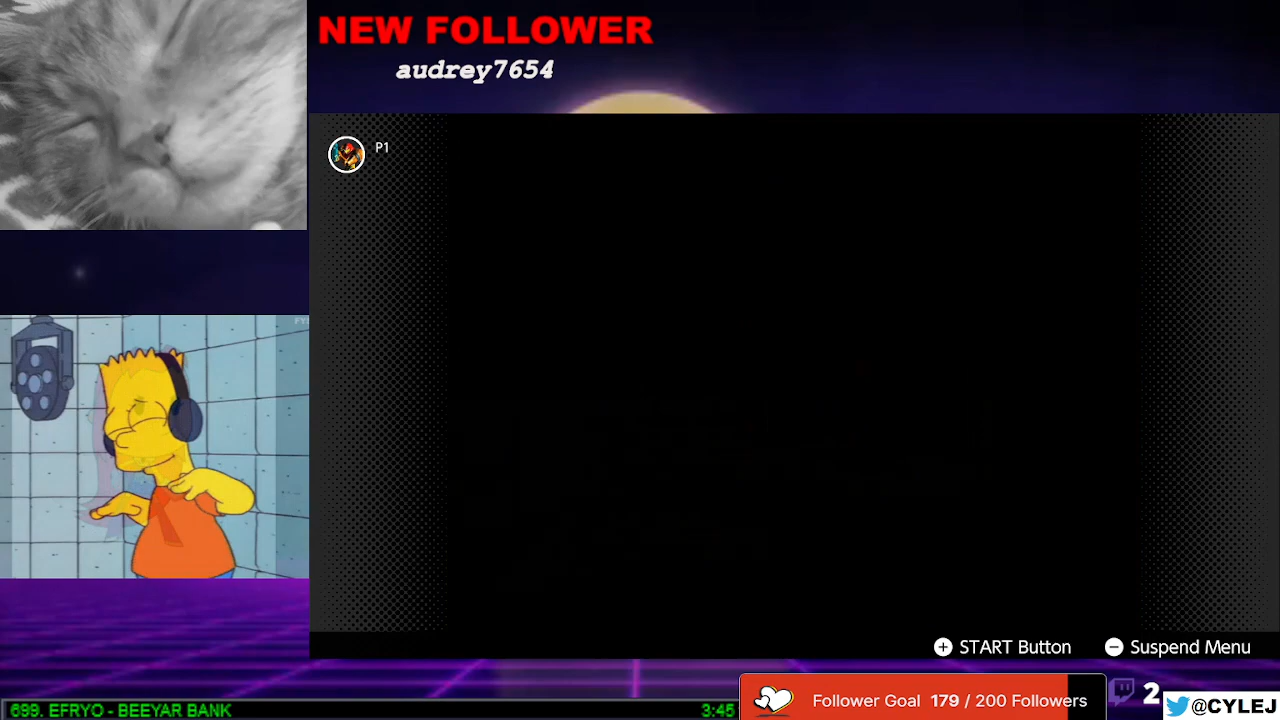 NEW FOLLOWER
audrey7654
P1
FY
START Button
Suspend Menu
Follower Goal 179 / 200 Followers
2
@CYLEJ
699. EFRYO - BEEYAR BANK
3:45